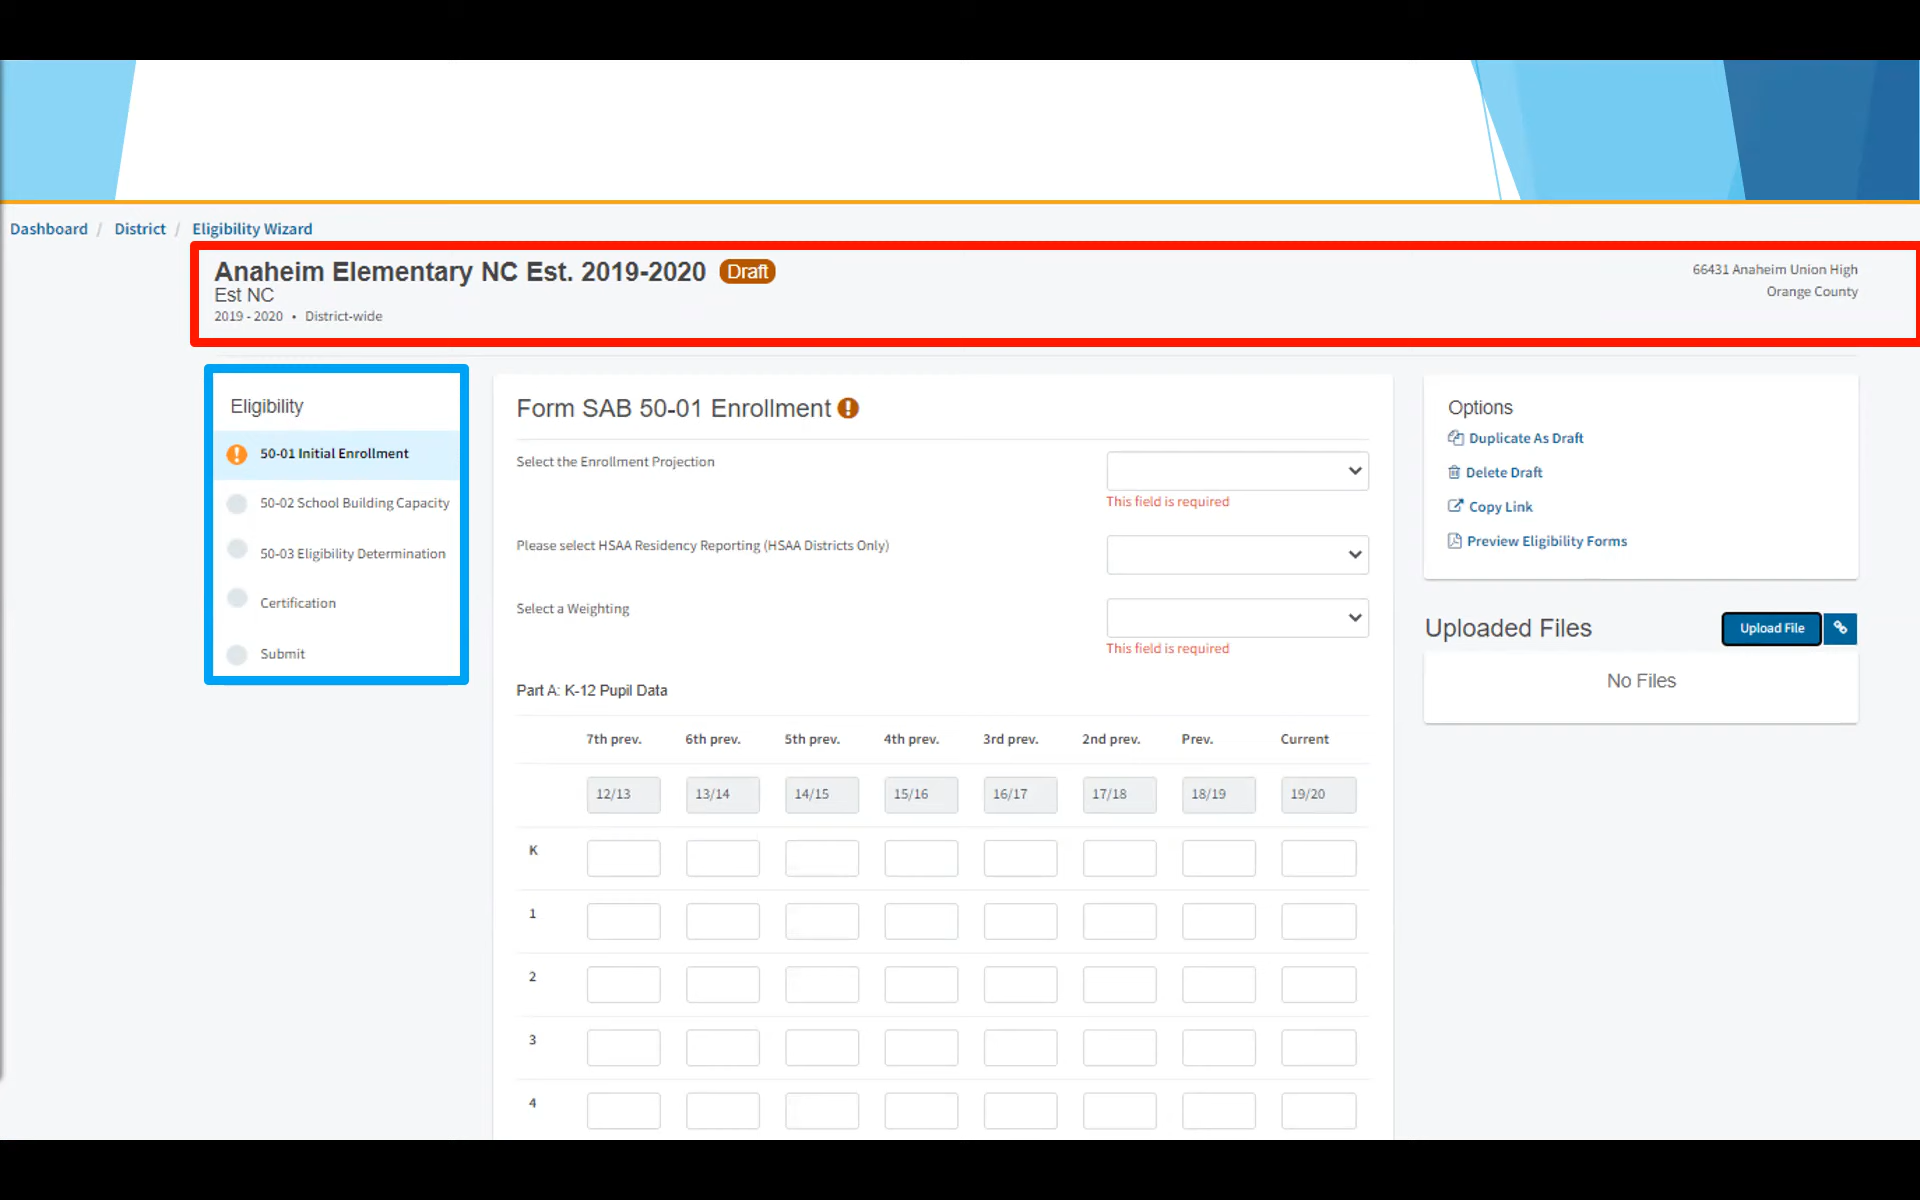 Dashboard / District / Eligibility Wizard
Anaheim Elementary NC Est. 2019-2020 Draft
Est NC
2019 - 2020 • District-wide
66431 Anaheim Union High
Orange County
Eligibility
50-01 Initial Enrollment
50-02 School Building Capacity
50-03 Eligibility Determination
Certification
Submit
Form SAB 50-01 Enrollment
Select the Enrollment Projection
This field is required
Please select HSAA Residency Reporting (HSAA Districts Only)
Select a Weighting
This field is required
Part A: K-12 Pupil Data
7th prev. 6th prev. 5th prev. 4th prev. 3rd prev. 2nd prev. Prev. Current
12/13 13/14 14/15 15/16 16/17 17/18 18/19 19/20
K
1
2
3
4
Options
Duplicate As Draft
Delete Draft
Copy Link
Preview Eligibility Forms
Uploaded Files Upload File
No Files